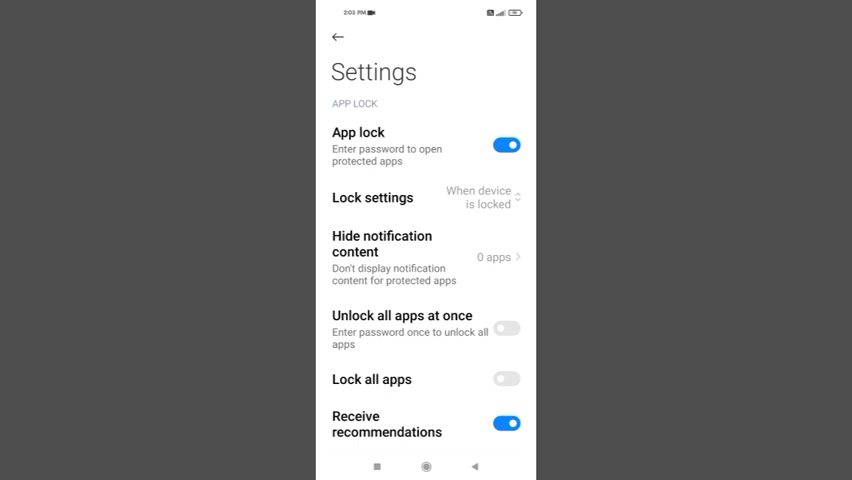 2:03 PM
Settings
APP LOCK
App lock
Enter password to open
protected apps
Lock settings
When device
is locked
Hide notification
content
Don't display notification
content for protected apps
0 apps
Unlock all apps at once
Enter password once to unlock all
apps
Lock all apps
Receive
recommendations